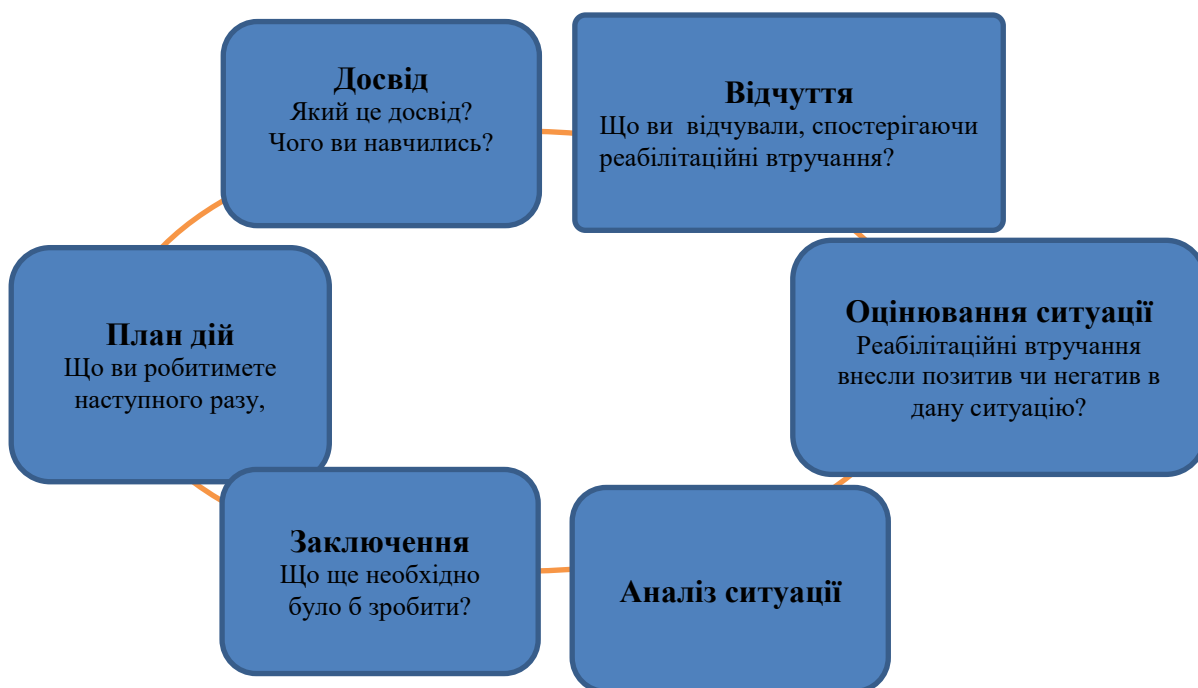 Досвід
Який це досвід?
Чого ви навчились?
Відчуття
Що ви відчували, спостерігаючи
реабілітаційні втручання?
Оцінювання ситуації
Реабілітаційні втручання
внесли позитив чи негатив в
дану ситуацію?
Аналіз ситуації
Заключення
Що ще необхідно
було б зробити?
План дій
Що ви робитимете
наступного разу,